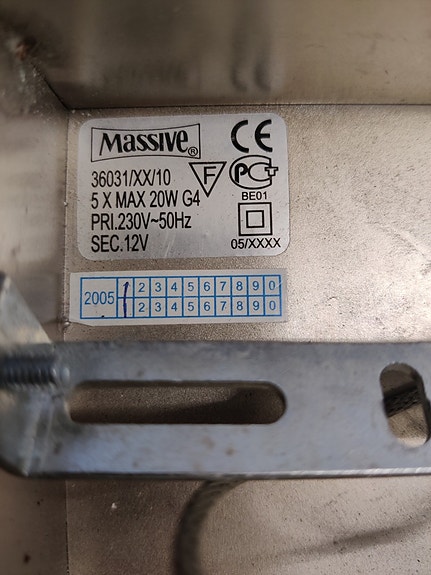 Massive®
CE
36031/XX/10
F
PCT
5 X MAX 20W G4
BE01
PRI.230V~50Hz
SEC.12V
05/XXXX
2005 1 2 3 4 5 6 7 8 9 0
1 2 3 4 5 6 7 8 9 0